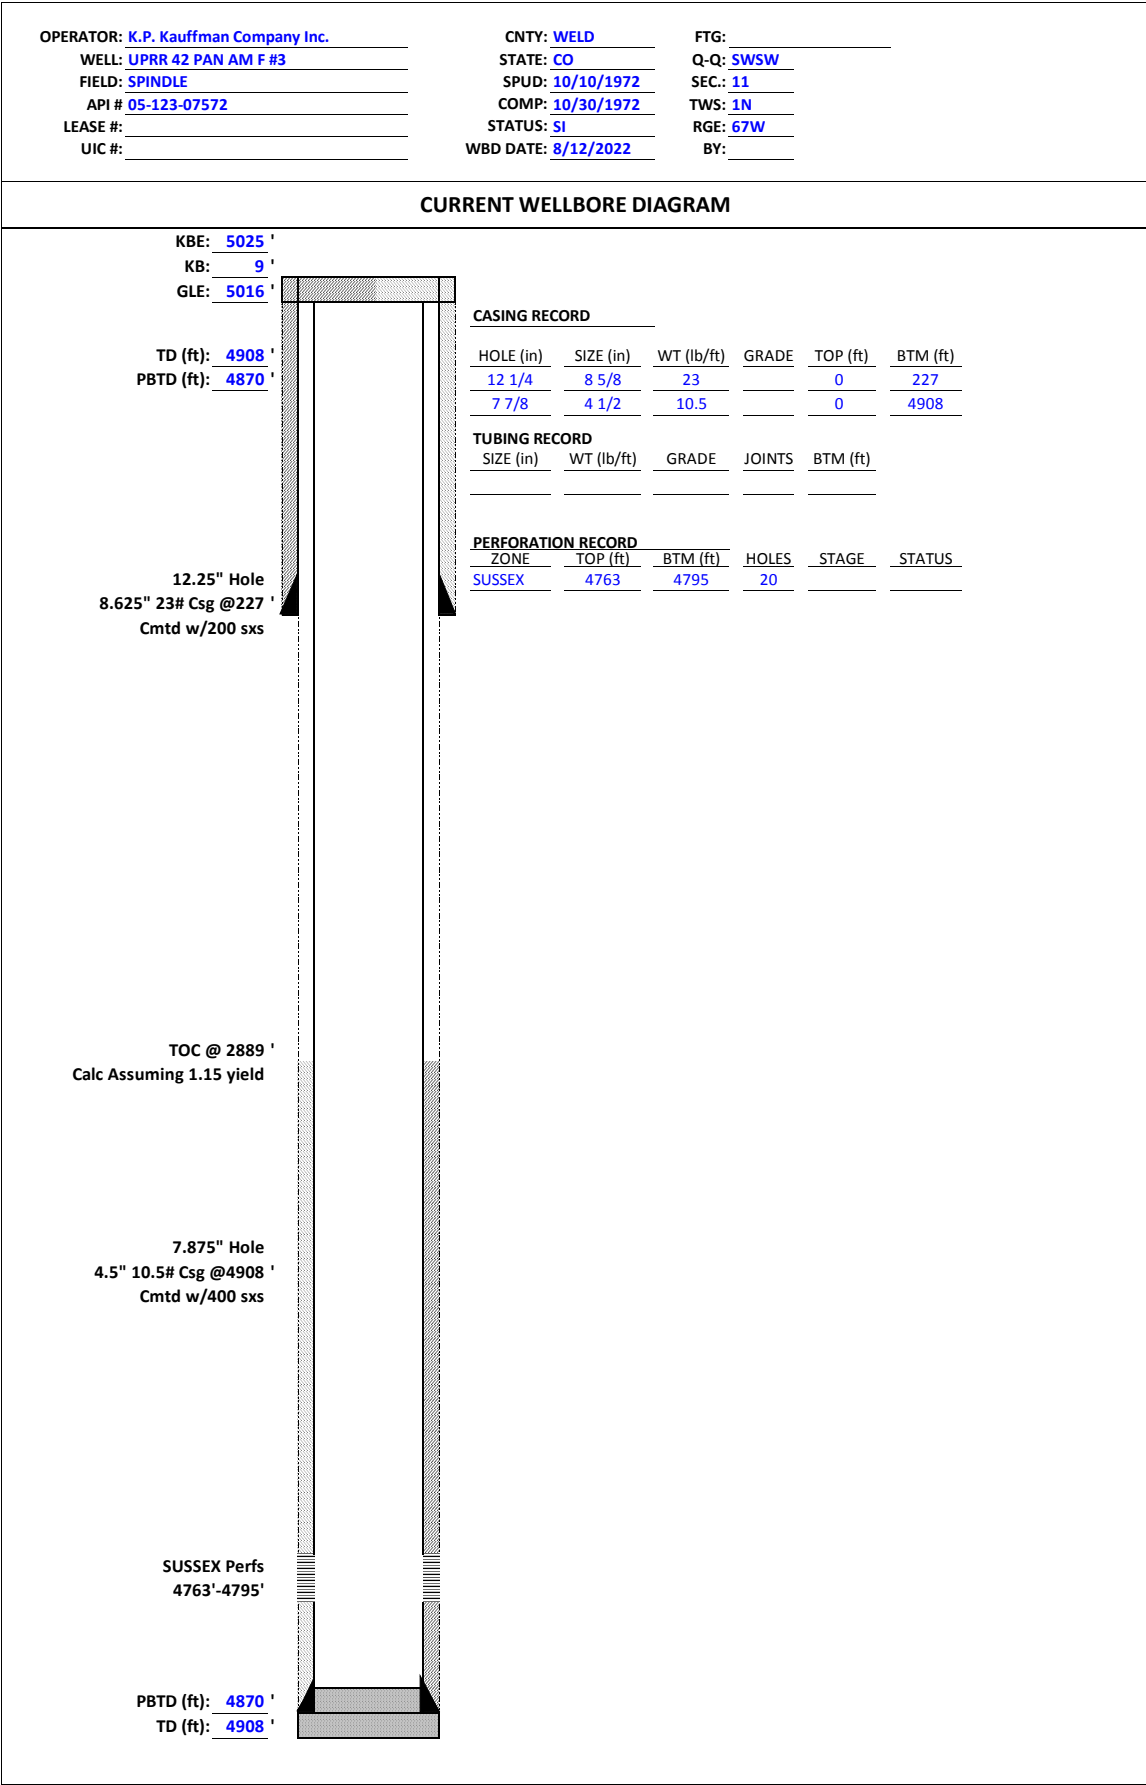 OPERATOR: K.P. Kauffman Company Inc. CNTY: WELD FTG:
WELL: UPRR 42 PAN AM F #3 STATE: CO Q-Q: SWSW
FIELD: SPINDLE SPUD: 10/10/1972 SEC.: 11
API # 05-123-07572 COMP: 10/30/1972 TWS: 1N
LEASE #: STATUS: SI RGE: 67W
UIC #: WBD DATE: 8/12/2022 BY:
CURRENT WELLBORE DIAGRAM
KBE: 5025 '
KB: 9 '
GLE: 5016 '
CASING RECORD
TD (ft): 4908 ' HOLE (in) SIZE (in) WT (lb/ft) GRADE TOP (ft) BTM (ft)
PBTD (ft): 4870 ' 12 1/4 8 5/8 23 0 227
7 7/8 4 1/2 10.5 0 4908
TUBING RECORD
SIZE (in) WT (lb/ft) GRADE JOINTS BTM (ft)
PERFORATION RECORD
ZONE TOP (ft) BTM (ft) HOLES STAGE STATUS
12.25" Hole SUSSEX 4763 4795 20
8.625" 23# Csg @227 '
Cmtd w/200 sxs
TOC @ 2889 '
Calc Assuming 1.15 yield
7.875" Hole
4.5" 10.5# Csg @4908 '
Cmtd w/400 sxs
SUSSEX Perfs
4763'-4795'
PBTD (ft): 4870 '
TD (ft): 4908 '